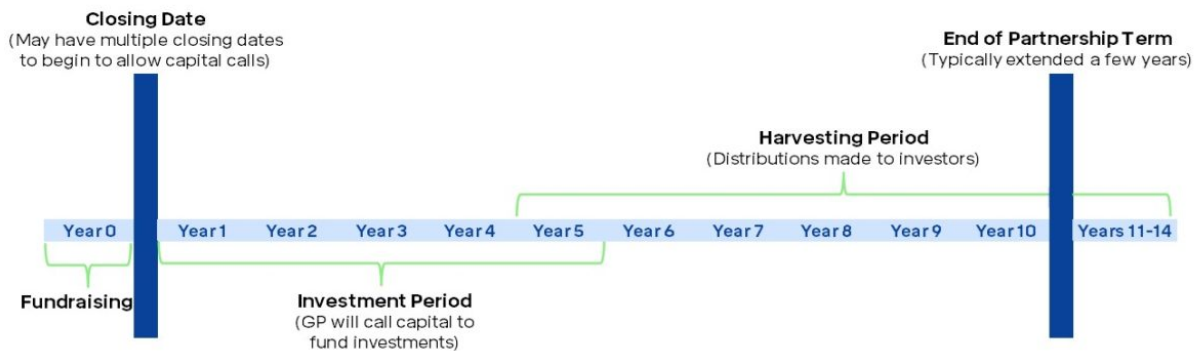 Closing Date
(May have multiple closing dates
to begin to allow capital calls)
End of Partnership Term
(Typically extended a few years)
Harvesting Period
(Distributions made to investors)
Year 0 Year 1 Year 2 Year 3 Year 4 Year 5 Year 6 Year 7 Year 8 Year 9 Year 10 Years 11-14
Fundraising
Investment Period
(GP will call capital to
fund investments)